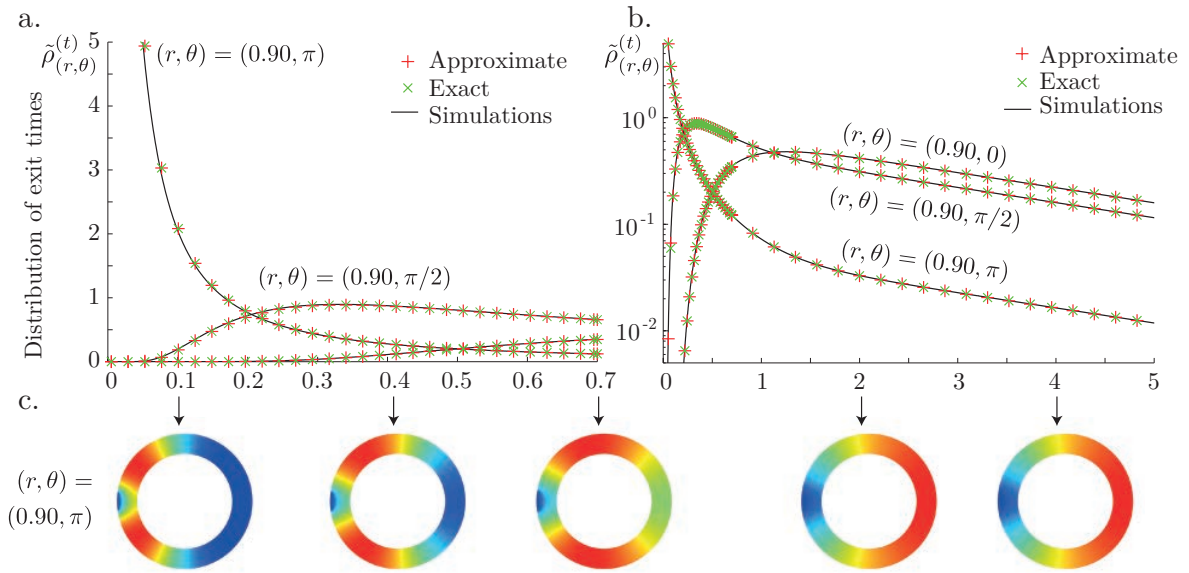 a.
ρ̃_{(r,θ)}^{(t)}
Distribution of exit times
5
4
3
2
1
0
(r, θ) = (0.90, π)
+ Approximate
× Exact
— Simulations
(r, θ) = (0.90, π/2)
0 0.1 0.2 0.3 0.4 0.5 0.6 0.7
b.
ρ̃_{(r,θ)}^{(t)}
+ Approximate
× Exact
— Simulations
10^0
10^{-1}
10^{-2}
(r, θ) = (0.90, 0)
(r, θ) = (0.90, π/2)
(r, θ) = (0.90, π)
0 1 2 3 4 5
c.
(r, θ) =
(0.90, π)